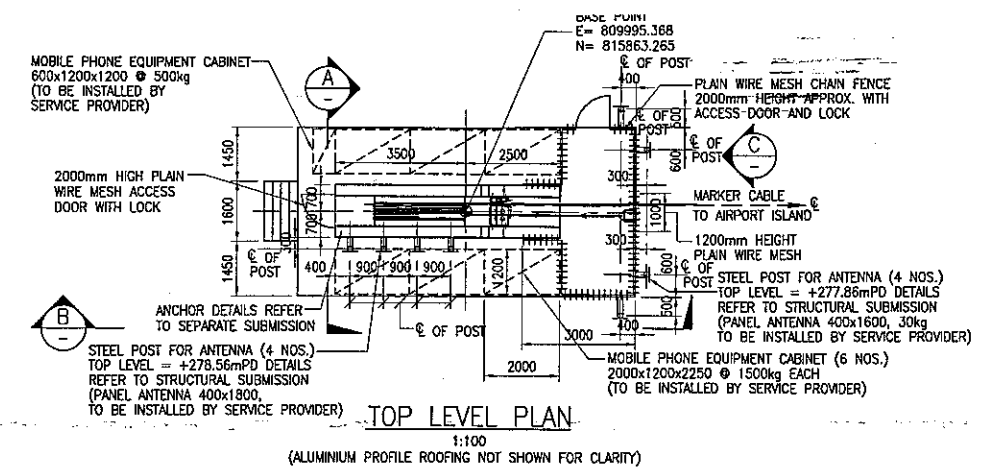 BASE POINT
E= 809995.368
N= 815863.265
℄ OF POST
400
MOBILE PHONE EQUIPMENT CABINET
600x1200x1200 @ 500kg
(TO BE INSTALLED BY
SERVICE PROVIDER)
A
-
PLAIN WIRE MESH CHAIN FENCE
2000mm HEIGHT APPROX. WITH
ACCESS DOOR AND LOCK
600
℄ OF
POST
℄ OF
POST
C
-
600
1450
3500
2500
300
2000mm HIGH PLAIN
WIRE MESH ACCESS
DOOR WITH LOCK
1600
700
700
300
1000
MARKER CABLE
TO AIRPORT ISLAND
℄
300
1200mm HEIGHT
PLAIN WIRE MESH
1450
℄ OF
POST
400
900
900
900
1200
600
℄ OF
POST
STEEL POST FOR ANTENNA (4 NOS.)
TOP LEVEL = +277.86mPD DETAILS
REFER TO STRUCTURAL SUBMISSION
(PANEL ANTENNA 400x1600, 30kg
TO BE INSTALLED BY SERVICE PROVIDER)
600
400
B
-
ANCHOR DETAILS REFER
TO SEPARATE SUBMISSION
℄ OF POST
3000
2000
STEEL POST FOR ANTENNA (4 NOS.)
TOP LEVEL = +278.56mPD DETAILS
REFER TO STRUCTURAL SUBMISSION
(PANEL ANTENNA 400x1800,
TO BE INSTALLED BY SERVICE PROVIDER)
MOBILE PHONE EQUIPMENT CABINET (6 NOS.)
2000x1200x2250 @ 1500kg EACH
(TO BE INSTALLED BY SERVICE PROVIDER)
TOP LEVEL PLAN
1:100
(ALUMINIUM PROFILE ROOFING NOT SHOWN FOR CLARITY)